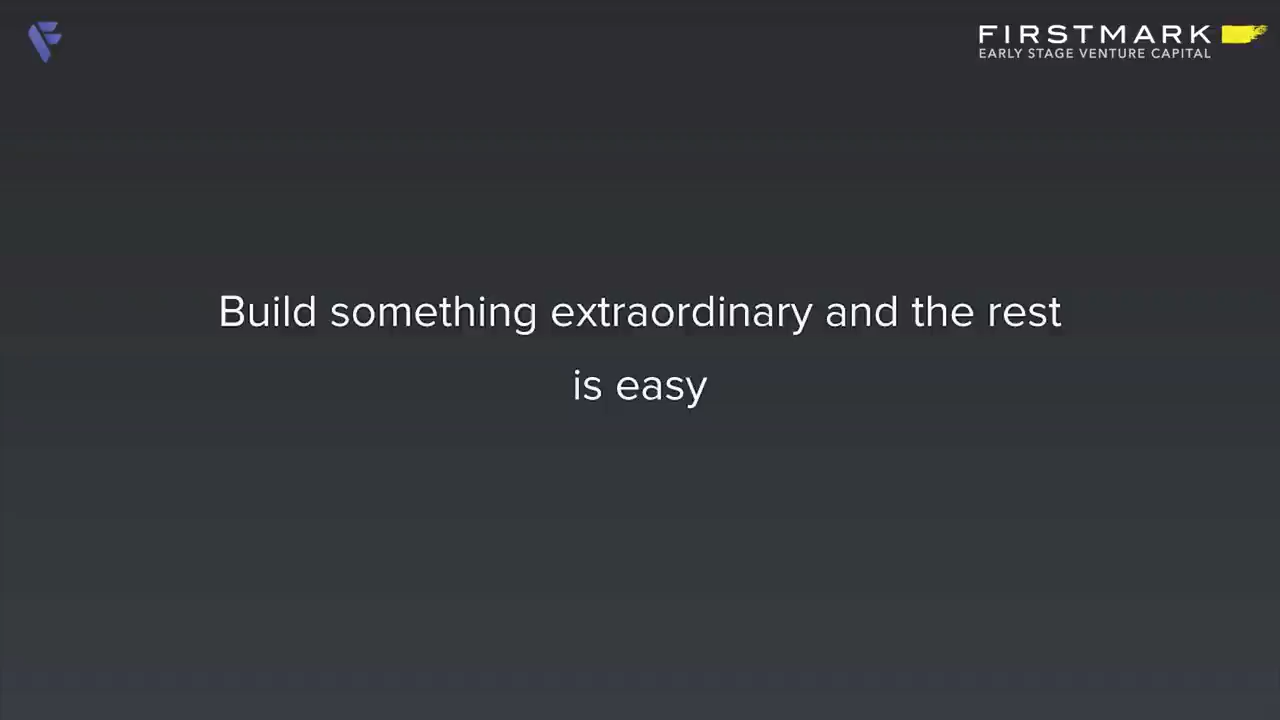 FIRSTMARK
EARLY STAGE VENTURE CAPITAL
Build something extraordinary and the rest
is easy